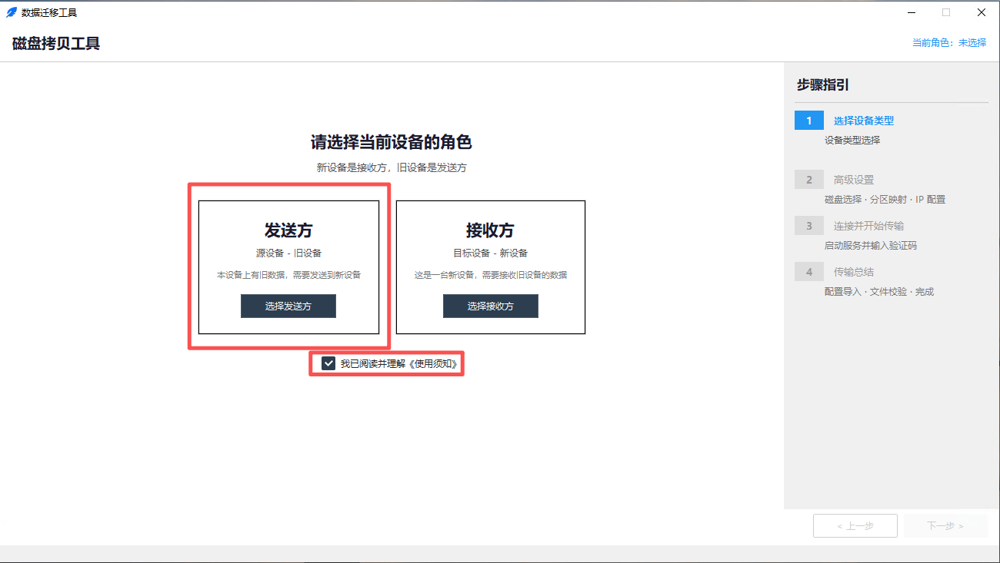 数据迁移工具
磁盘拷贝工具
当前角色：未选择
请选择当前设备的角色
新设备是接收方，旧设备是发送方
发送方
源设备 - 旧设备
本设备上有旧数据，需要发送到新设备
选择发送方
接收方
目标设备 - 新设备
这是一台新设备，需要接收旧设备的数据
选择接收方
我已阅读并理解《使用须知》
步骤指引
1 选择设备类型
设备类型选择
2 高级设置
磁盘选择 · 分区映射 · IP 配置
3 连接并开始传输
启动服务并输入验证码
4 传输总结
配置导入 · 文件校验 · 完成
< 上一步
下一步 >